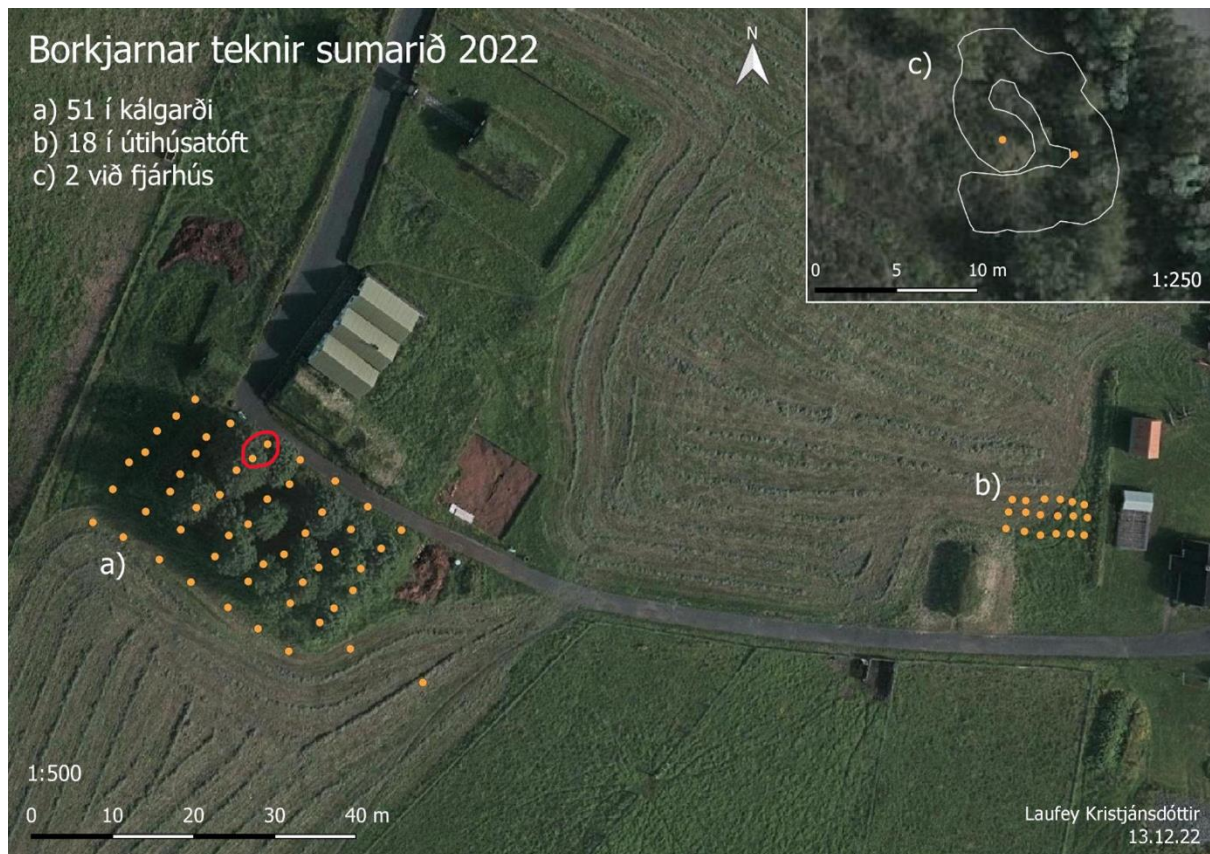 Borkjarnar teknir sumarið 2022
a) 51 í kálgarði
b) 18 í útihúsatóft
c) 2 við fjárhús
N
c)
0 5 10 m
1:250
b)
a)
1:500
0 10 20 30 40 m
Laufey Kristjánsdóttir
13.12.22